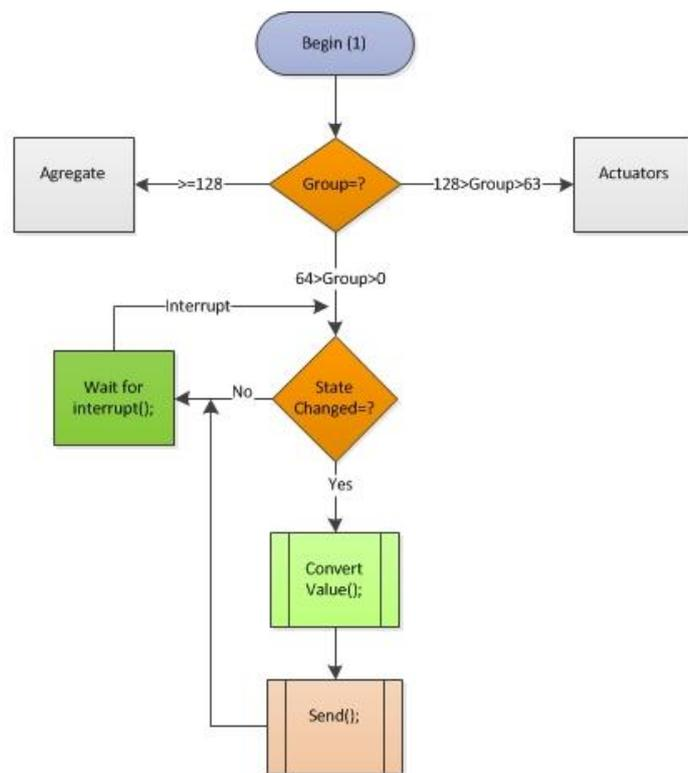 Begin (1)
Agregate
>=128
Group=?
128>Group>63
Actuators
64>Group>0
Interrupt
Wait for
interrupt();
No
State
Changed=?
Yes
Convert
Value();
Send();